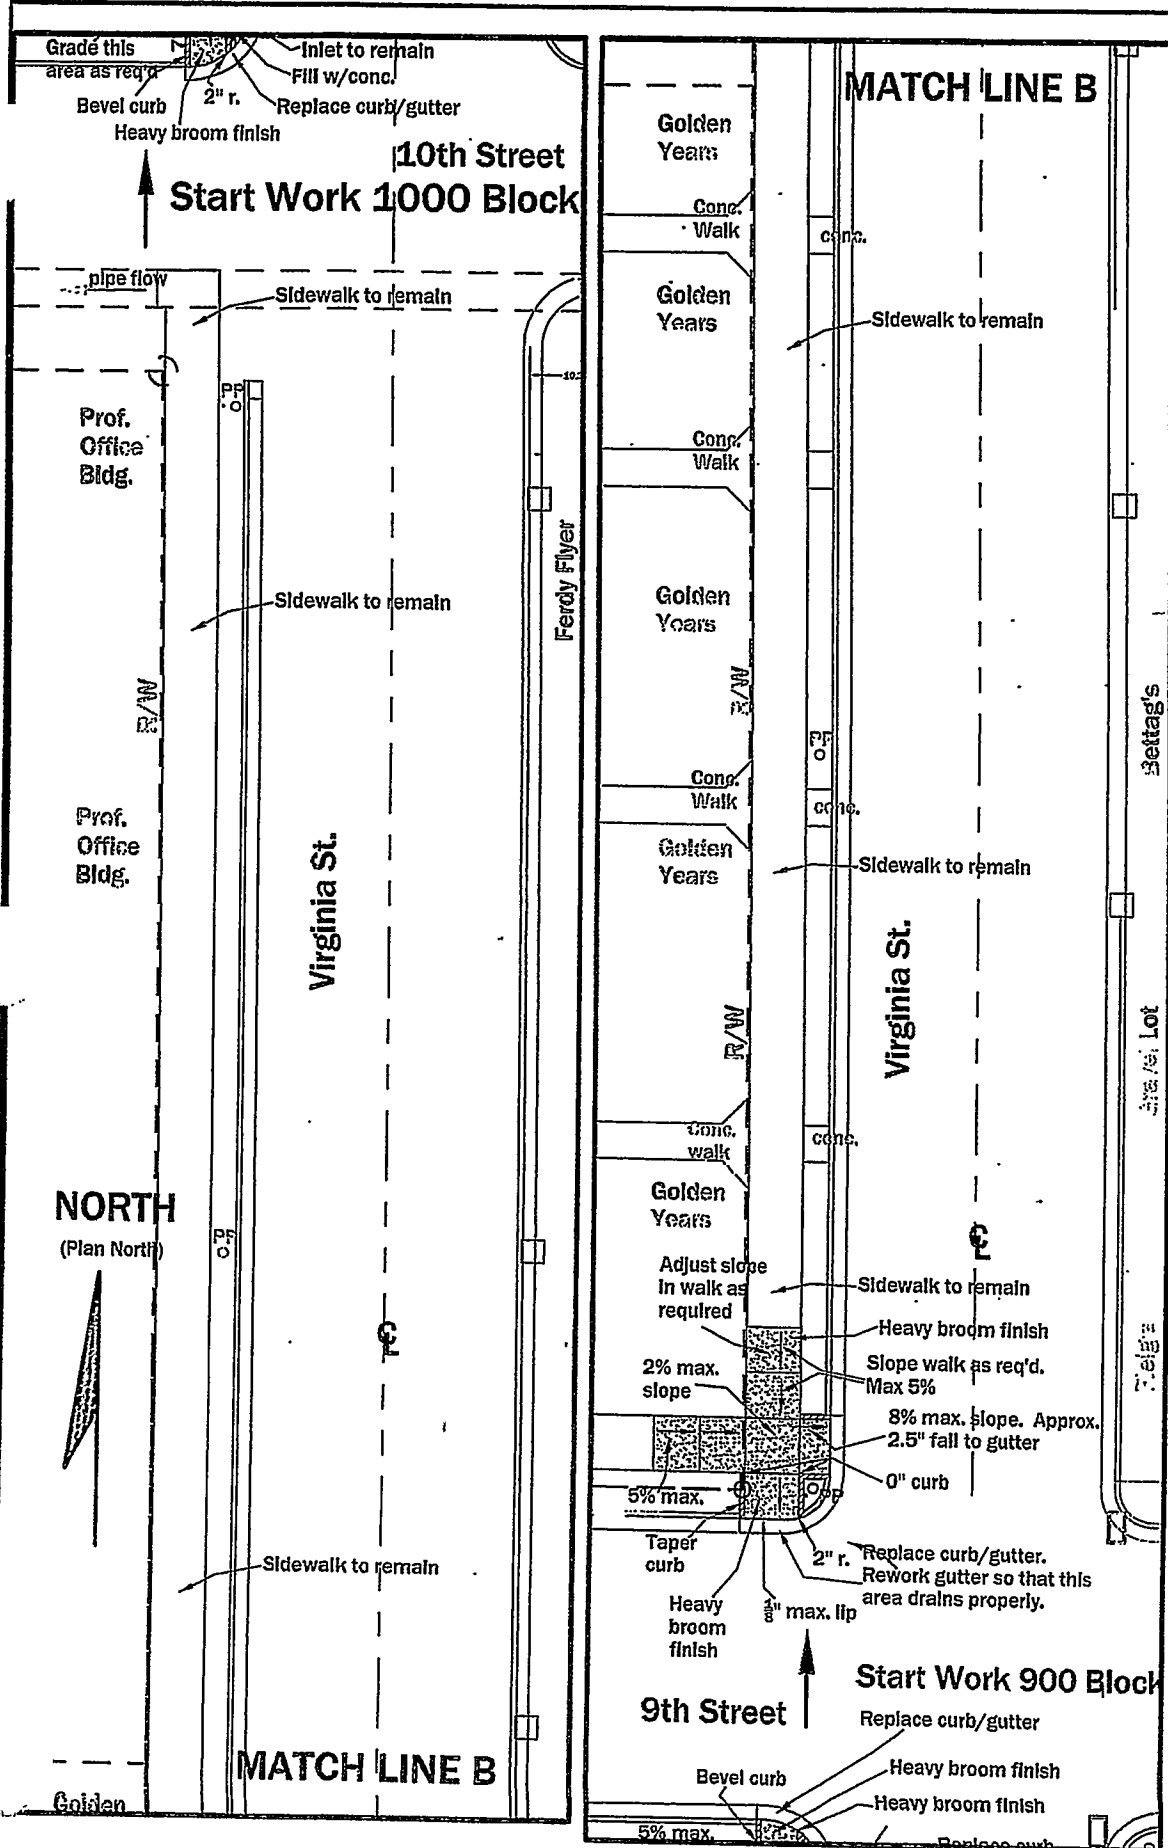 Grade this
area as req'd
Inlet to remain
Fill w/conc.
Bevel curb
2" r.
Replace curb/gutter
Heavy broom finish
10th Street
Start Work 1000 Block
pipe flow
Sidewalk to remain
PP
Prof.
Office
Bldg.
Ferdy Flyer
Sidewalk to remain
R/W
Prof.
Office
Bldg.
Virginia St.
NORTH
(Plan North)
PP
CL
Sidewalk to remain
MATCH LINE B
Golden
MATCH LINE B
Golden
Years
Conc.
Walk
conc.
Golden
Years
Sidewalk to remain
Conc.
Walk
Golden
Years
R/W
Bettag's
PP
Conc.
Walk
conc.
Golden
Years
Sidewalk to remain
Virginia St.
R/W
Lot
Conc.
walk
conc.
Golden
Years
CL
Adjust slope
in walk as
required
Sidewalk to remain
Heavy broom finish
2% max.
slope
Slope walk as req'd.
Max 5%
8% max. slope. Approx.
2.5" fall to gutter
0" curb
5% max.
PP
Taper
curb
2" r.
Replace curb/gutter.
Rework gutter so that this
area drains properly.
Heavy
broom
finish
1/8" max. lip
Start Work 900 Block
9th Street
Replace curb/gutter
Bevel curb
Heavy broom finish
Heavy broom finish
5% max.
Replace curb